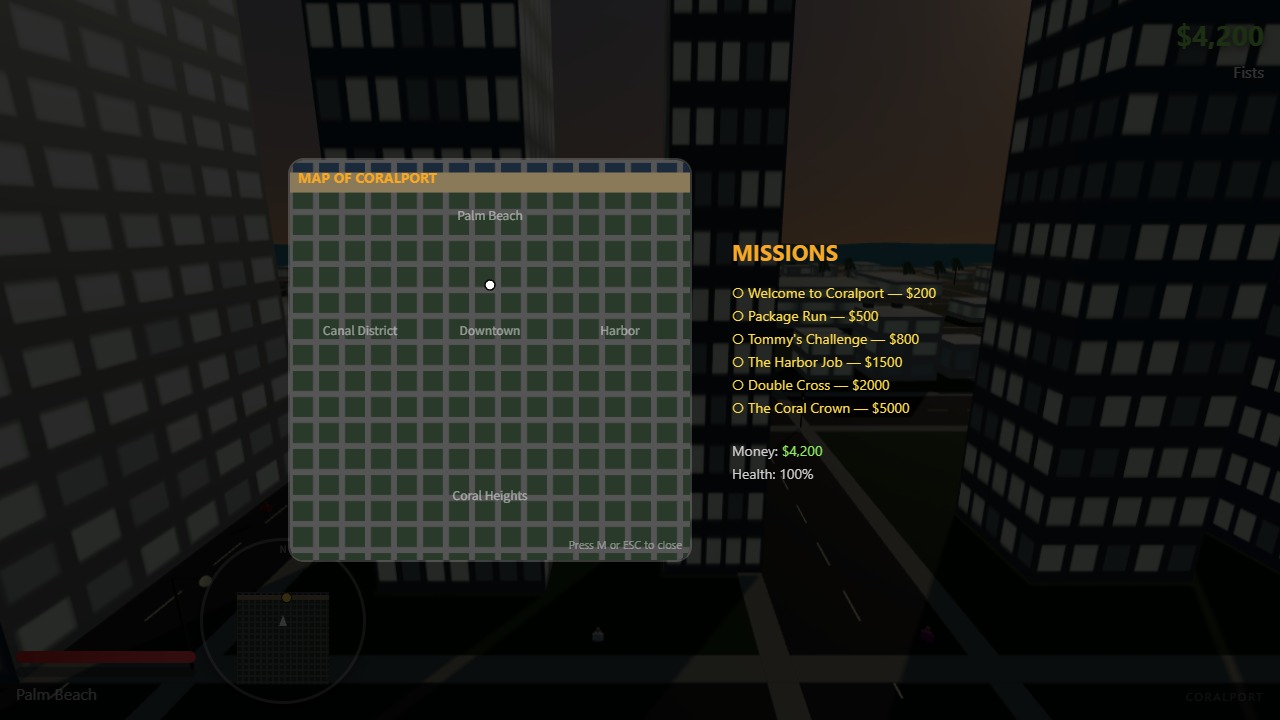 $4,200
Fists
MAP OF CORALPORT
Palm Beach
Canal District
Downtown
Harbor
Coral Heights
Press M or ESC to close
MISSIONS
Welcome to Coralport — $200
Package Run — $500
Tommy's Challenge — $800
The Harbor Job — $1500
Double Cross — $2000
The Coral Crown — $5000
Money: $4,200
Health: 100%
N
Palm Beach
CORALPORT